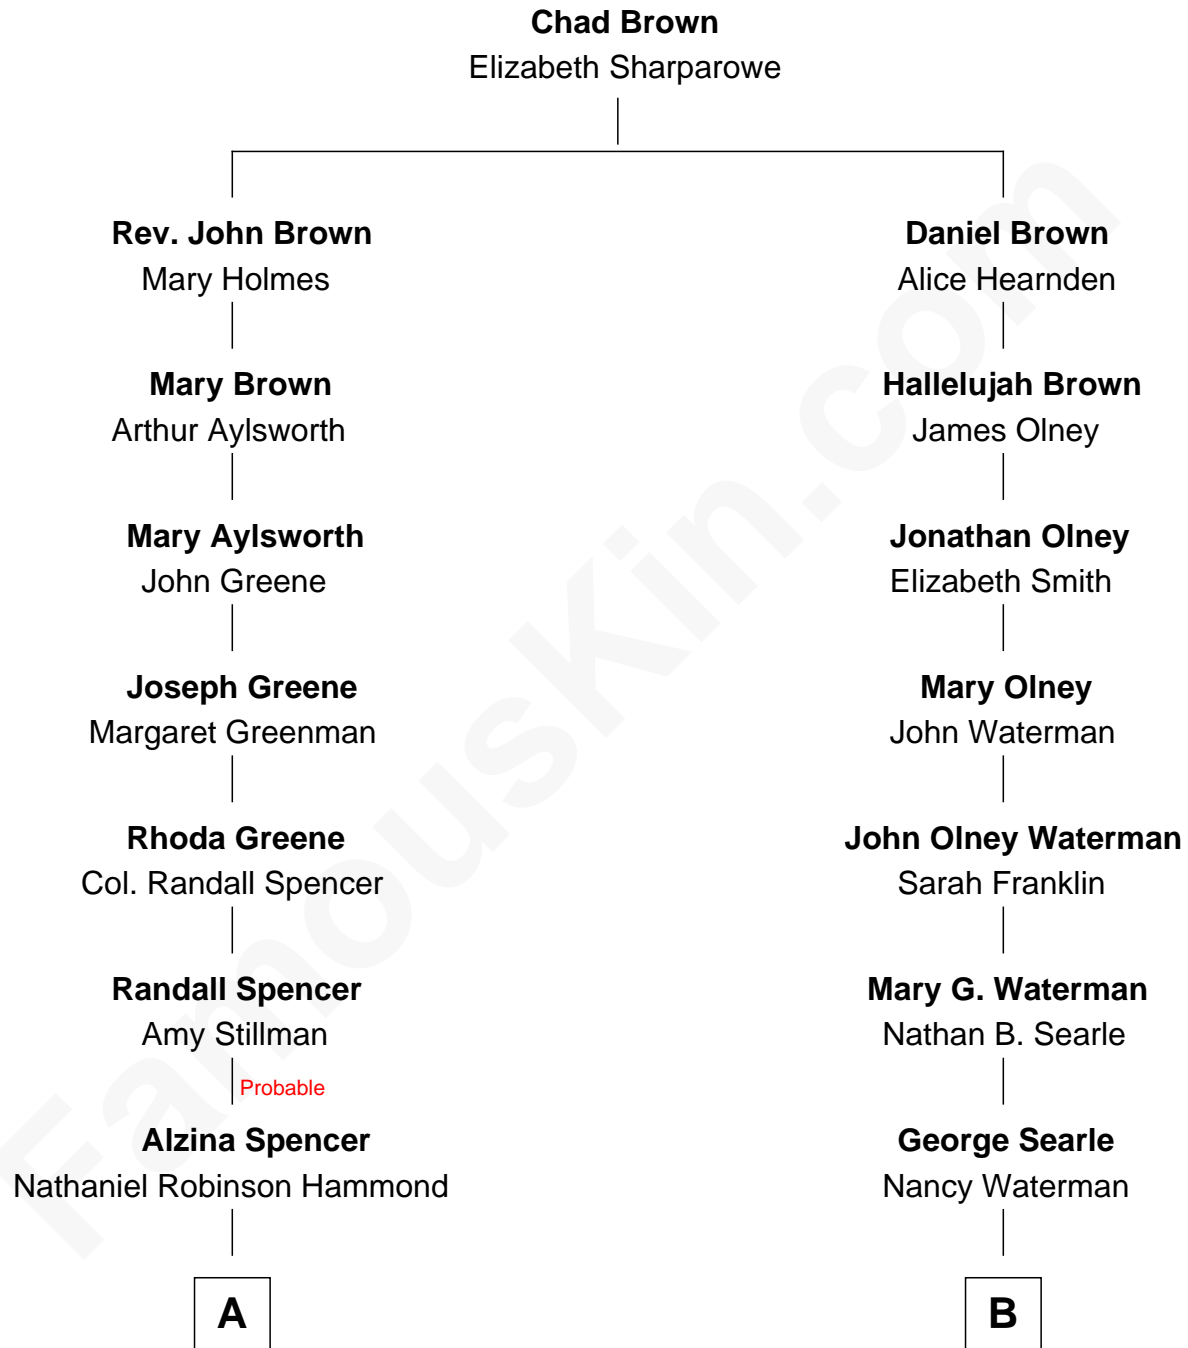 Chad Brown
Elizabeth Sharparowe
Rev. John Brown
Mary Holmes
Daniel Brown
Alice Hearnden
Mary Brown
Arthur Aylsworth
Hallelujah Brown
James Olney
Mary Aylsworth
John Greene
Jonathan Olney
Elizabeth Smith
Joseph Greene
Margaret Greenman
Mary Olney
John Waterman
Rhoda Greene
Col. Randall Spencer
John Olney Waterman
Sarah Franklin
Randall Spencer
Amy Stillman
Probable
Mary G. Waterman
Nathan B. Searle
Alzina Spencer
Nathaniel Robinson Hammond
George Searle
Nancy Waterman
A
B
FamousKin.com